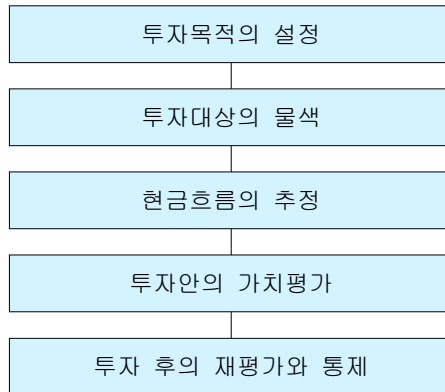 투자목적의 설정
투자대상의 물색
현금흐름의 추정
투자안의 가치평가
투자 후의 재평가와 통제